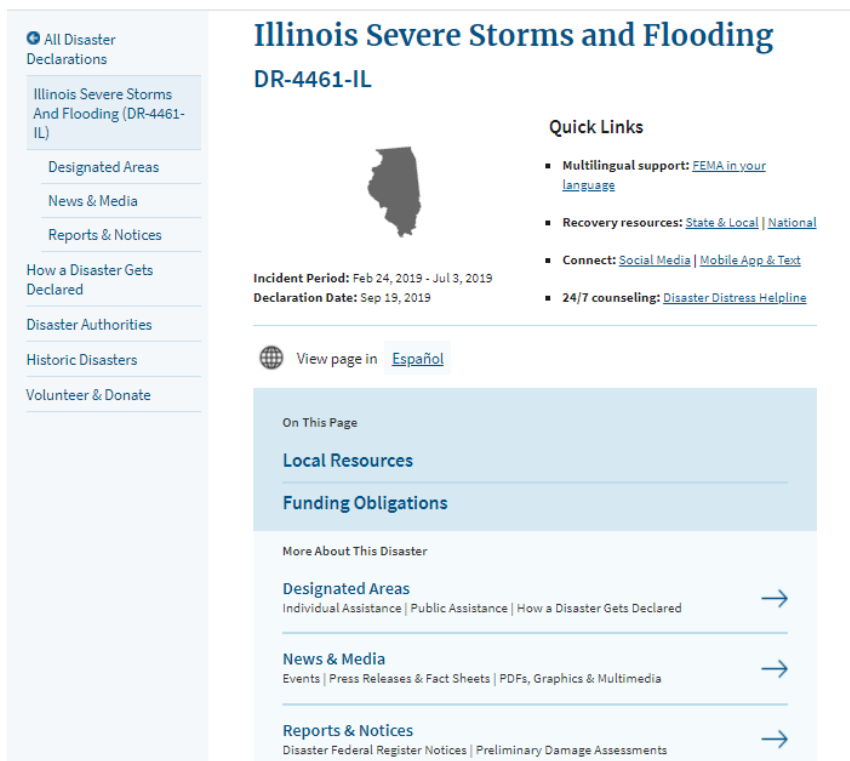 All Disaster
Declarations
Illinois Severe Storms
And Flooding (DR-4461-
IL)
Designated Areas
News & Media
Reports & Notices
How a Disaster Gets
Declared
Disaster Authorities
Historic Disasters
Volunteer & Donate
Illinois Severe Storms and Flooding
DR-4461-IL
Incident Period: Feb 24, 2019 - Jul 3, 2019
Declaration Date: Sep 19, 2019
Quick Links
Multilingual support: FEMA in your
language
Recovery resources: State & Local | National
Connect: Social Media | Mobile App & Text
24/7 counseling: Disaster Distress Helpline
View page in Español
On This Page
Local Resources
Funding Obligations
More About This Disaster
Designated Areas
Individual Assistance | Public Assistance | How a Disaster Gets Declared
News & Media
Events | Press Releases & Fact Sheets | PDFs, Graphics & Multimedia
Reports & Notices
Disaster Federal Register Notices | Preliminary Damage Assessments